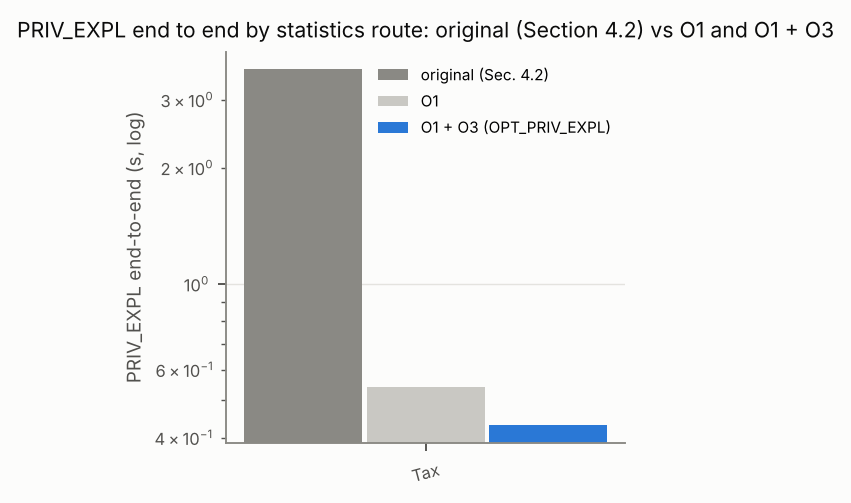 PRIV_EXPL end to end by statistics route: original (Section 4.2) vs O1 and O1 + O3
original (Sec. 4.2)
O1
O1 + O3 (OPT_PRIV_EXPL)
PRIV_EXPL end-to-end (s, log)
3 × 10⁰
2 × 10⁰
10⁰
6 × 10⁻¹
4 × 10⁻¹
Tax